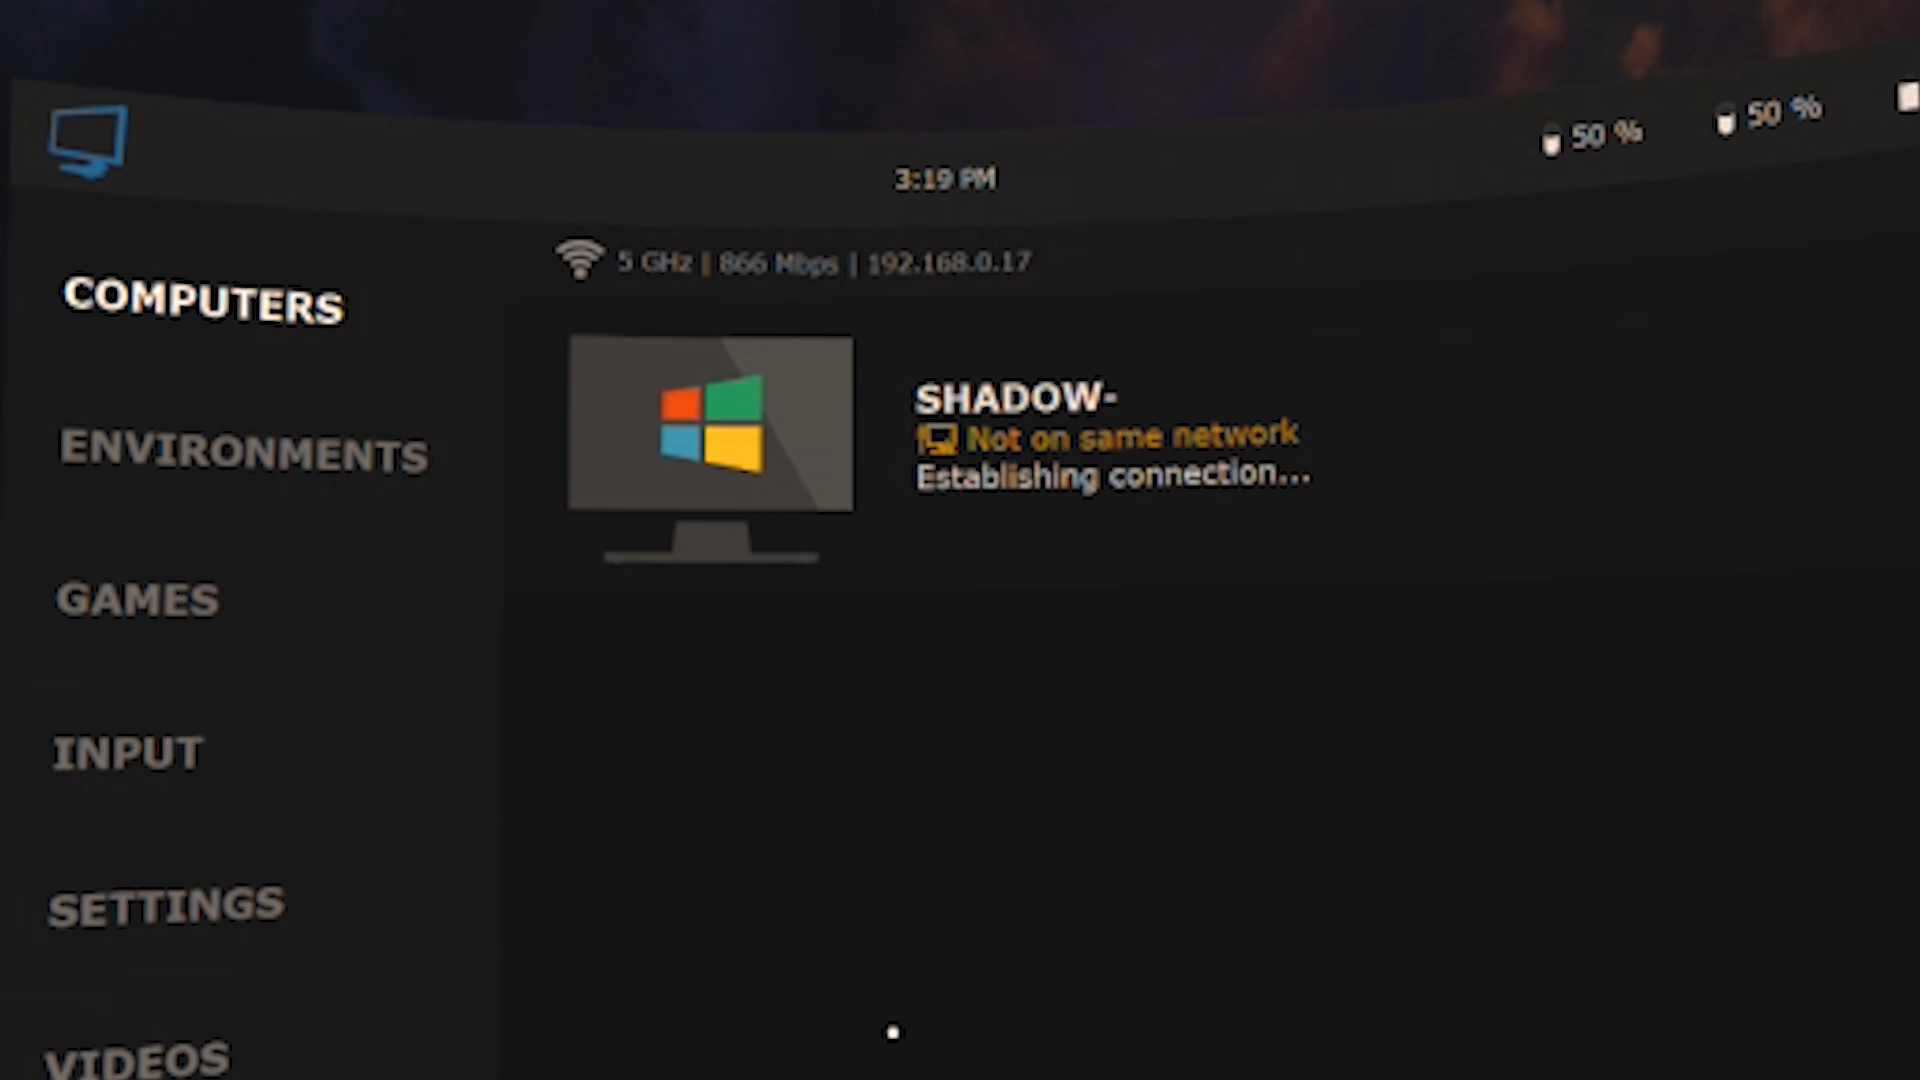 3:19 PM
50 %
50 %
5 GHz | 866 Mbps | 192.168.0.17
COMPUTERS
ENVIRONMENTS
GAMES
INPUT
SETTINGS
VIDEOS
SHADOW-
Not on same network
Establishing connection...